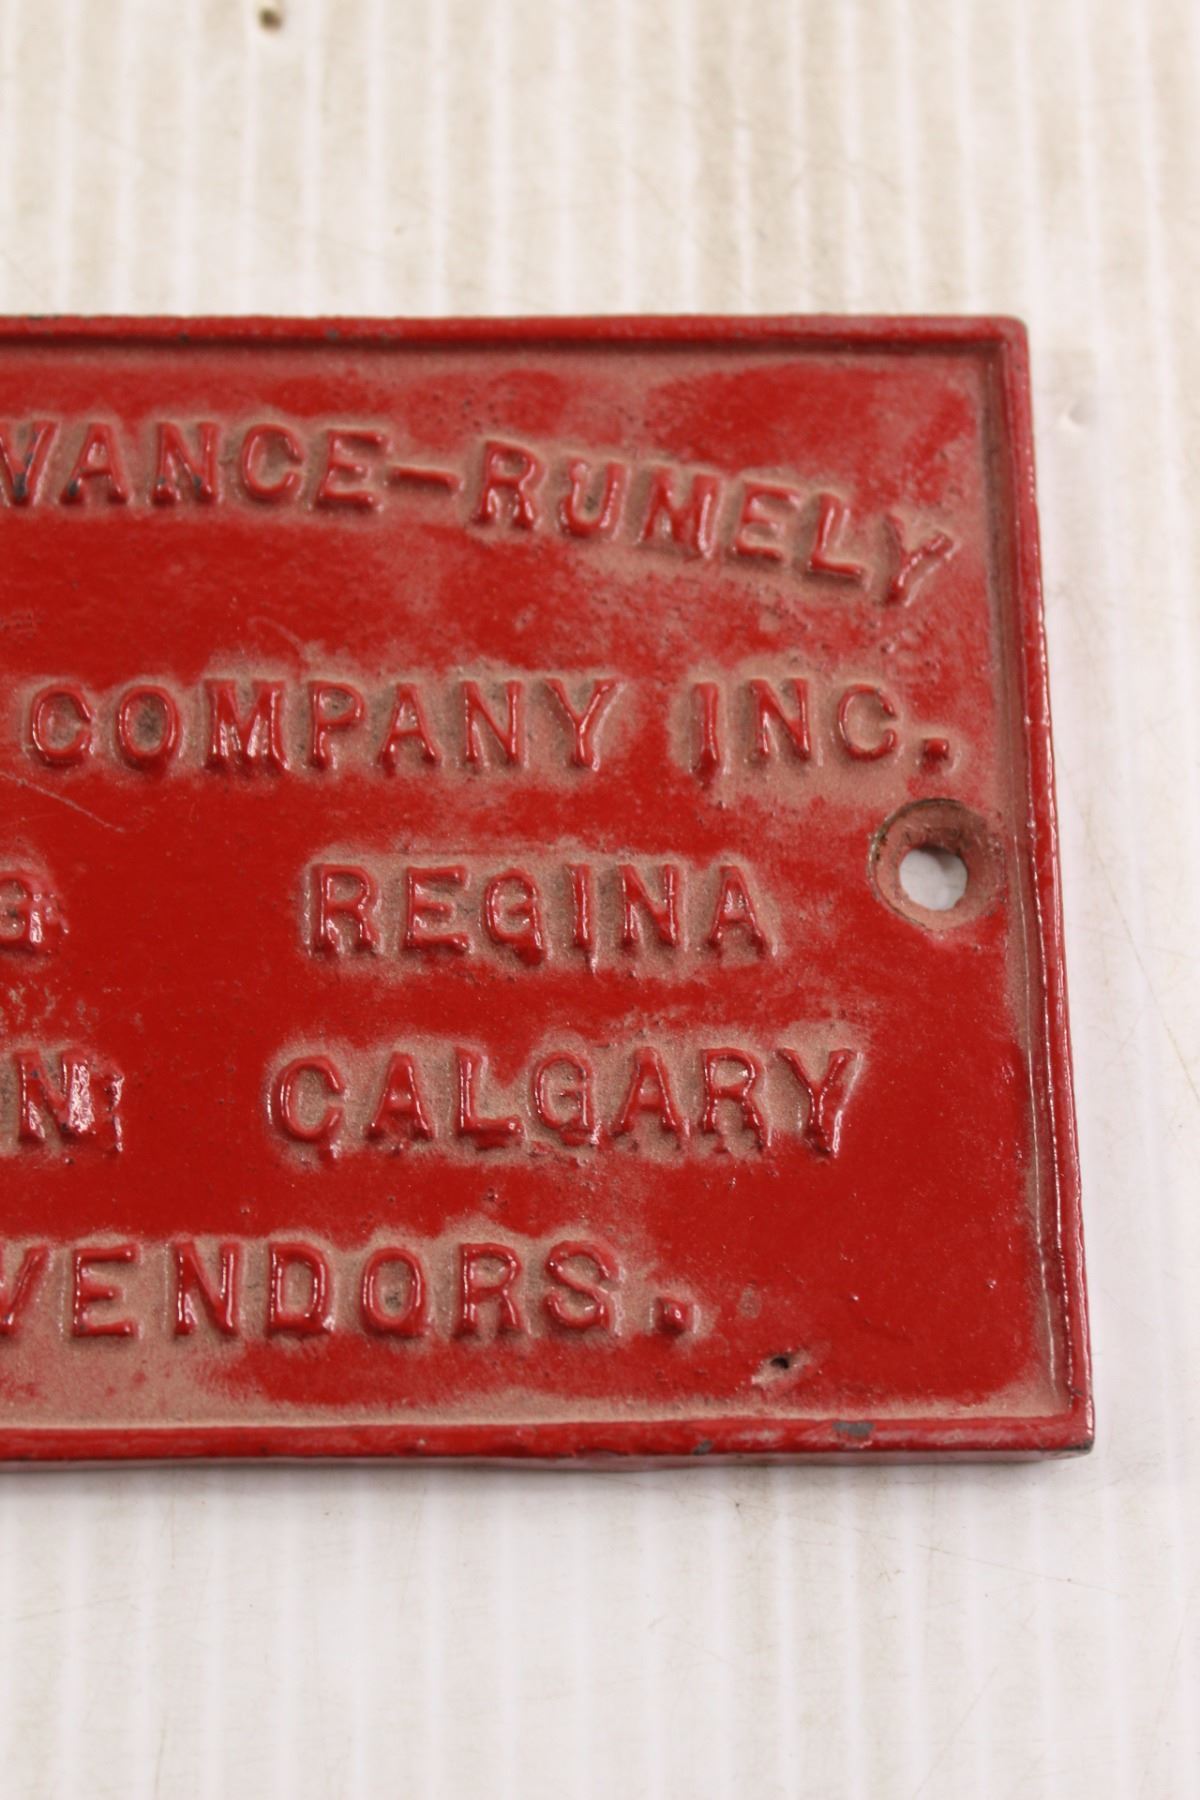 VANCE-RUMELY
COMPANY INC.
G REGINA
N; CALGARY
VENDORS.